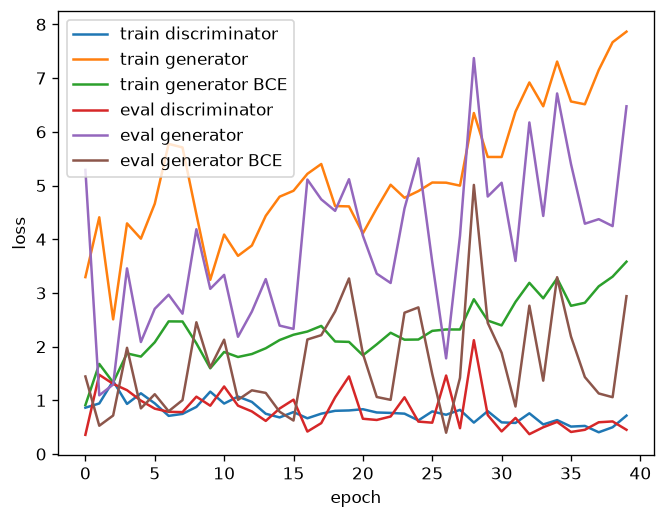 train discriminator
train generator
train generator BCE
eval discriminator
eval generator
eval generator BCE
8
7
6
5
4
3
2
1
0
loss
0 5 10 15 20 25 30 35 40
epoch